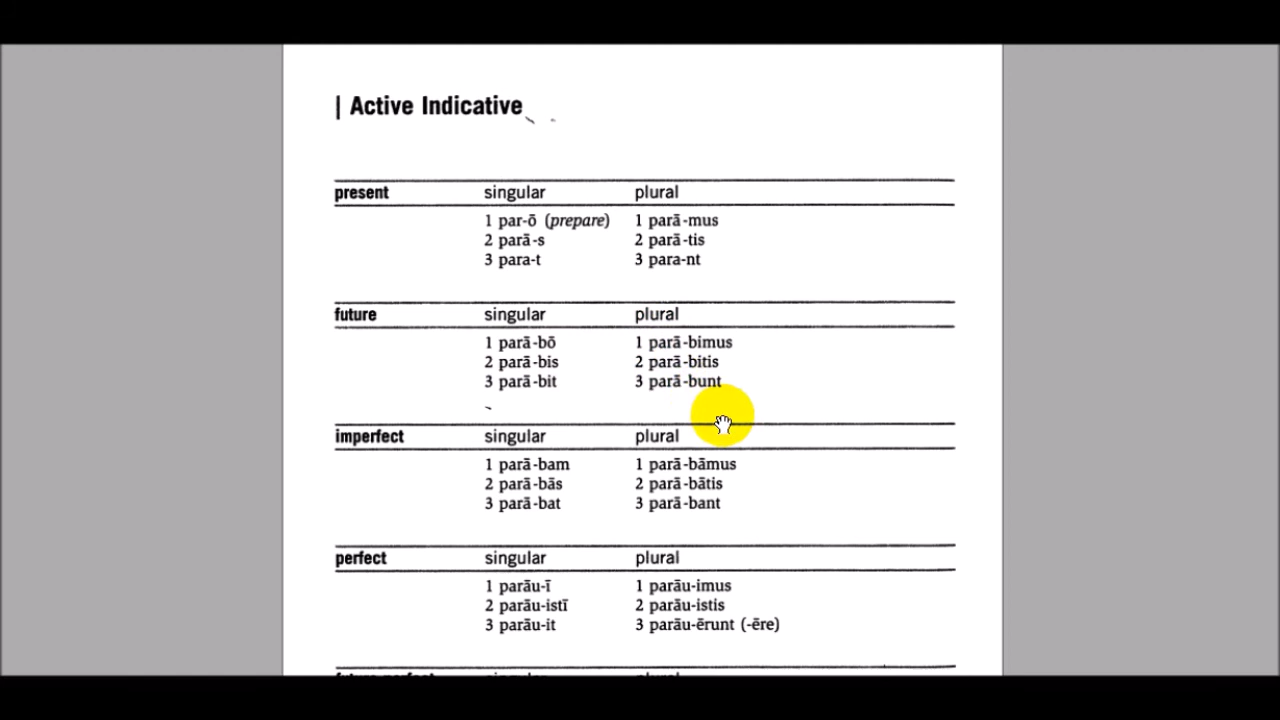 | Active Indicative
present singular plural
1 par-ō (prepare) 1 parā-mus
2 parā-s 2 parā-tis
3 para-t 3 para-nt
future singular plural
1 parā-bō 1 parā-bimus
2 parā-bis 2 parā-bitis
3 parā-bit 3 parā-bunt
imperfect singular plural
1 parā-bam 1 parā-bāmus
2 parā-bās 2 parā-bātis
3 parā-bat 3 parā-bant
perfect singular plural
1 parāu-ī 1 parāu-imus
2 parāu-istī 2 parāu-istis
3 parāu-it 3 parāu-ērunt (-ēre)